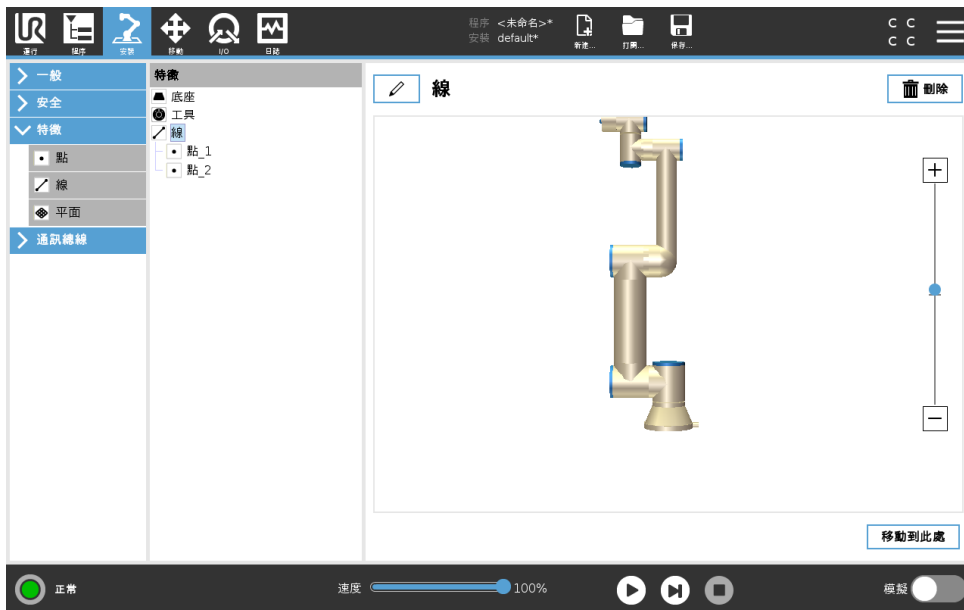 UR
運行
程序
安裝
移動
I/O
日誌
程序 <未命名>*
安裝 default*
新建...
打開...
保存...
C C
C C
一般
安全
特徵
點
線
平面
通訊總線
特徵
底座
工具
線
點_1
點_2
線
刪除
+
−
移動到此處
正常
速度
100%
模擬